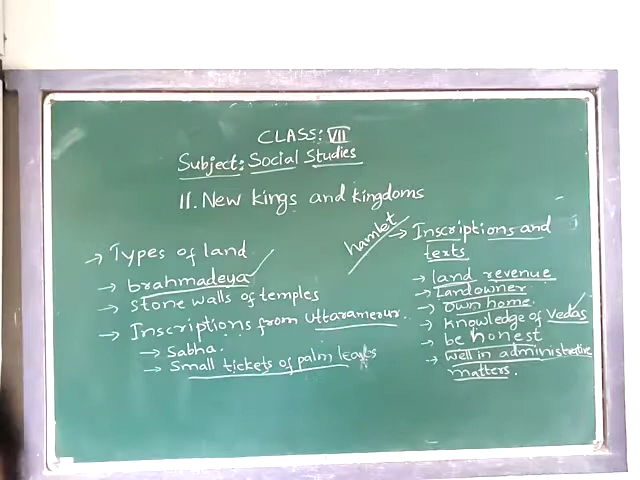 CLASS: VII
Subject: Social Studies
11. New kings and kingdoms
→ Types of land
→ brahmadeya
→ stone walls of temples
→ Inscriptions from Uttaramerur.
→ Sabha.
→ Small tickets of palm leaves
hamlet
→ Inscriptions and
texts
→ land revenue
→ Landowner
→ own home.
→ knowledge of Vedas
→ be honest
→ well in administrative
matters.